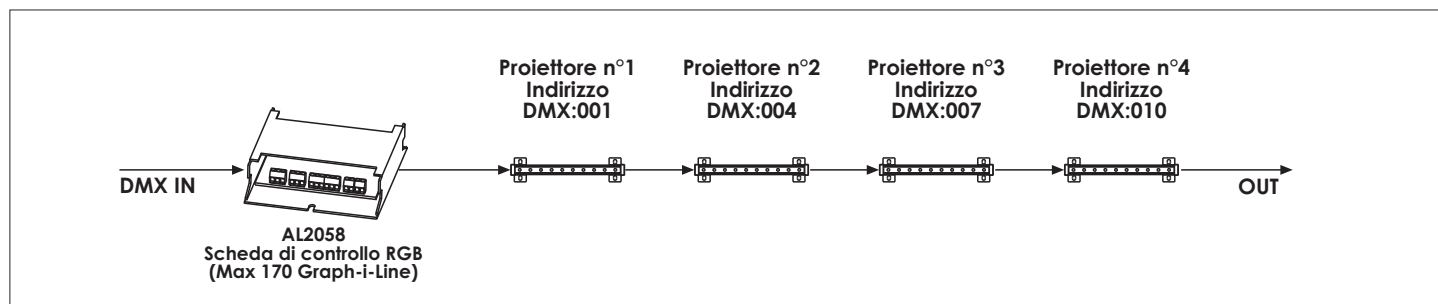 Proiettore n°1
Indirizzo
DMX:001
Proiettore n°2
Indirizzo
DMX:004
Proiettore n°3
Indirizzo
DMX:007
Proiettore n°4
Indirizzo
DMX:010
DMX IN
OUT
AL2058
Scheda di controllo RGB
(Max 170 Graph-i-Line)